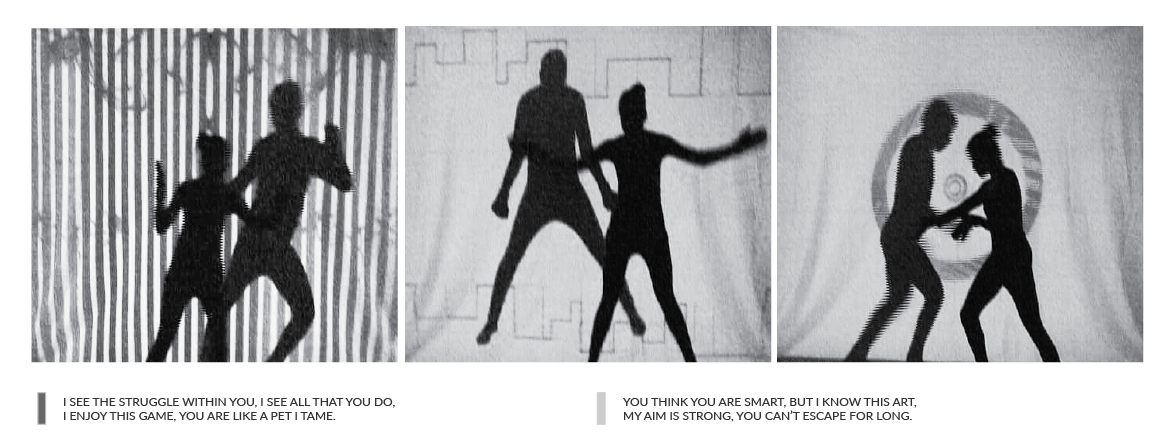 I SEE THE STRUGGLE WITHIN YOU, I SEE ALL THAT YOU DO,
I ENJOY THIS GAME, YOU ARE LIKE A PET I TAME.
YOU THINK YOU ARE SMART, BUT I KNOW THIS ART,
MY AIM IS STRONG, YOU CAN'T ESCAPE FOR LONG.